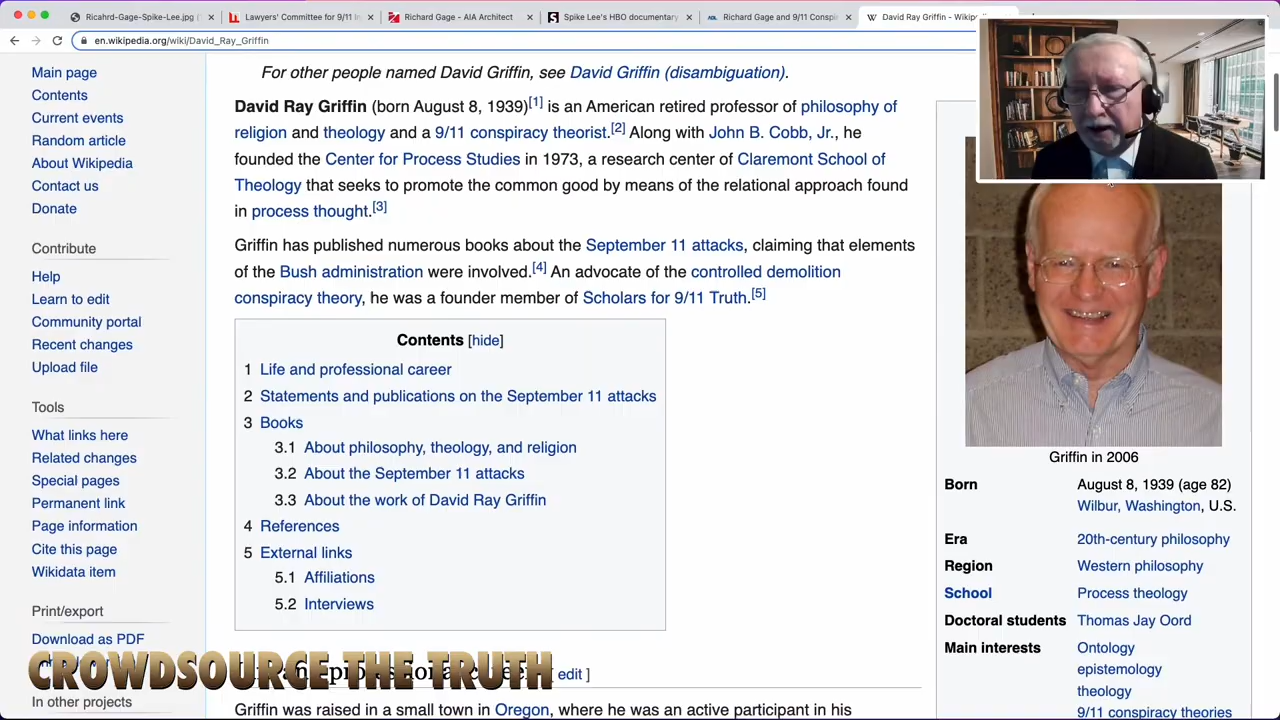 Ricahrd-Gage-Spike-Lee.jpg (
Lawyers' Committee for 9/11 I
Richard Gage - AIA Architect
Spike Lee's HBO documentary
Richard Gage and 9/11 Conspi
David Ray Griffin - Wikipe
en.wikipedia.org/wiki/David_Ray_Griffin
Main page
Contents
Current events
Random article
About Wikipedia
Contact us
Donate
Contribute
Help
Learn to edit
Community portal
Recent changes
Upload file
Tools
What links here
Related changes
Special pages
Permanent link
Page information
Cite this page
Wikidata item
Print/export
Download as PDF
In other projects
For other people named David Griffin, see David Griffin (disambiguation).
David Ray Griffin (born August 8, 1939)[1] is an American retired professor of philosophy of
religion and theology and a 9/11 conspiracy theorist.[2] Along with John B. Cobb, Jr., he
founded the Center for Process Studies in 1973, a research center of Claremont School of
Theology that seeks to promote the common good by means of the relational approach found
in process thought.[3]
Griffin has published numerous books about the September 11 attacks, claiming that elements
of the Bush administration were involved.[4] An advocate of the controlled demolition
conspiracy theory, he was a founder member of Scholars for 9/11 Truth.[5]
Contents [hide]
1 Life and professional career
2 Statements and publications on the September 11 attacks
3 Books
3.1 About philosophy, theology, and religion
3.2 About the September 11 attacks
3.3 About the work of David Ray Griffin
4 References
5 External links
5.1 Affiliations
5.2 Interviews
edit ]
Griffin was raised in a small town in Oregon, where he was an active participant in his
Griffin in 2006
Born August 8, 1939 (age 82)
Wilbur, Washington, U.S.
Era 20th-century philosophy
Region Western philosophy
School Process theology
Doctoral students Thomas Jay Oord
Main interests Ontology
epistemology
theology
9/11 conspiracy theories
CROWDSOURCE THE TRUTH